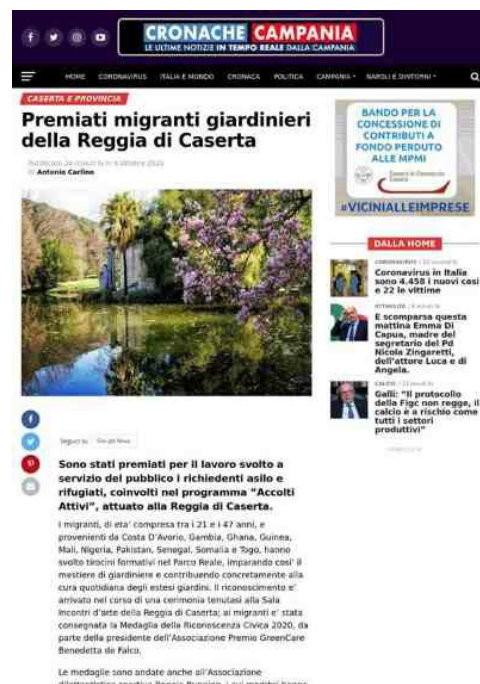 CRONACHE CAMPANIA
LE ULTIME NOTIZIE IN TEMPO REALE DALLA CAMPANIA
HOME CORONAVIRUS ITALIA E MONDO CRONACA POLITICA CAMPANIA NAPOLI E DINTORNI
CASERTA E PROVINCIA
Premiati migranti giardinieri
della Reggia di Caserta
Antonio Carlino
Seguici su Google News
Sono stati premiati per il lavoro svolto a
servizio del pubblico i richiedenti asilo e
rifugiati, coinvolti nel programma “Accolti
Attivi”, attuato alla Reggia di Caserta.
I migranti, di eta’ compresa tra i 21 e i 47 anni, e
provenienti da Costa D’Avorio, Gambia, Ghana, Guinea,
Mali, Nigeria, Pakistan, Senegal, Somalia e Togo, hanno
svolto tirocini formativi nel Parco Reale, imparando cosi’ il
mestiere di giardiniere e contribuendo concretamente alla
cura quotidiana degli estesi giardini. Il riconoscimento e’
arrivato nel corso di una cerimonia tenutasi alla Sala
Incontri d’arte della Reggia di Caserta; ai migranti e’ stata
consegnata la Medaglia della Riconoscenza Civica 2020, da
parte della presidente dell’Associazione Premio GreenCare
Benedetta de Falco.
Le medaglie sono andate anche all’Associazione
BANDO PER LA
CONCESSIONE DI
CONTRIBUTI A
FONDO PERDUTO
ALLE MPMI
#VICINIALLEIMPRESE
DALLA HOME
CORONAVIRUS
Coronavirus in Italia
sono 4.458 i nuovi casi
e 22 le vittime
E scomparsa questa
mattina Emma Di
Capua, madre del
segretario del Pd
Nicola Zingaretti,
dell’attore Luca e di
Angela.
CALCIO
Galli: “Il protocollo
della Figc non regge, il
calcio è a rischio come
tutti i settori
produttivi”